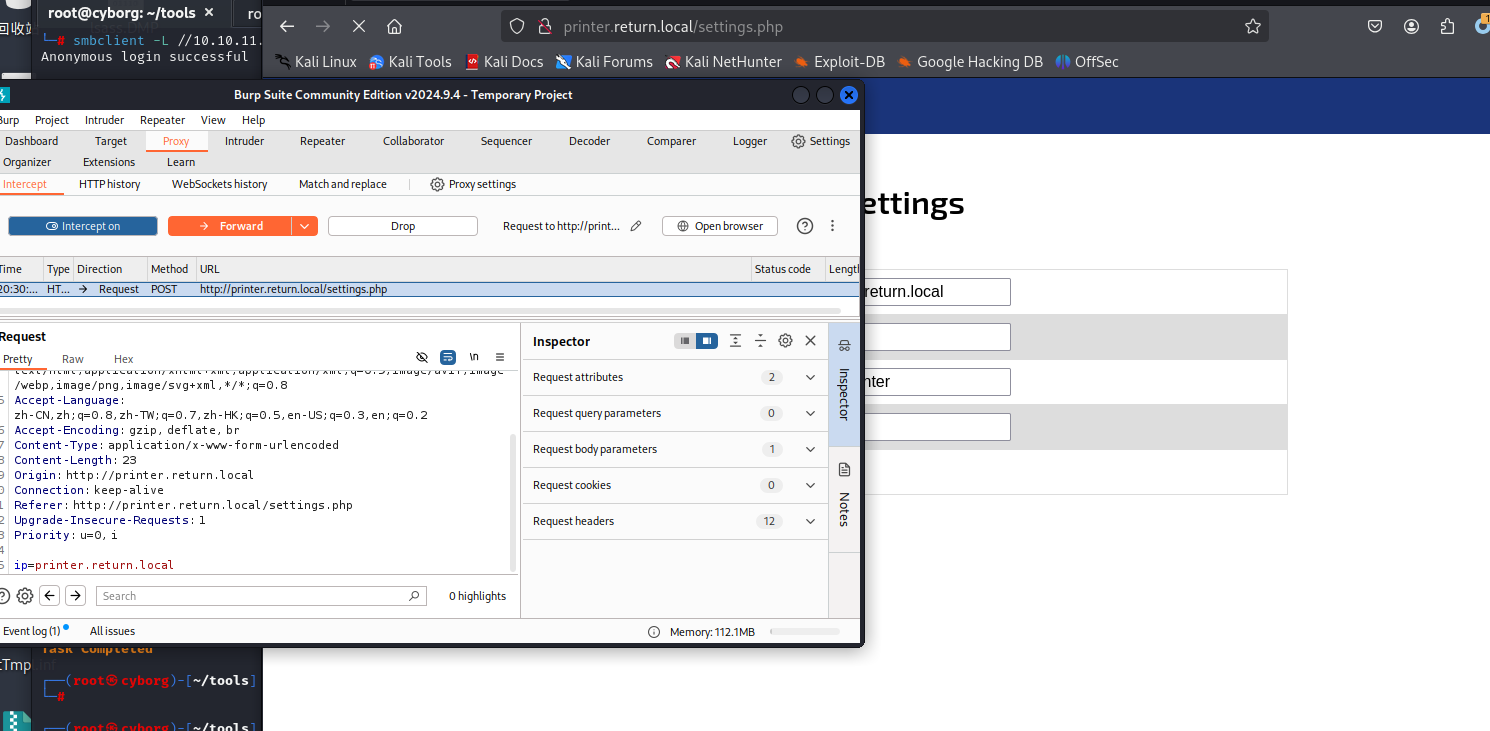 root@cyborg: ~/tools × ro
回收站
└─# smbclient -L //10.10.11.
Anonymous login successful
printer.return.local/settings.php
Kali Linux Kali Tools Kali Docs Kali Forums Kali NetHunter Exploit-DB Google Hacking DB OffSec
Burp Suite Community Edition v2024.9.4 - Temporary Project
Burp Project Intruder Repeater View Help
Dashboard Target Proxy Intruder Repeater Collaborator Sequencer Decoder Comparer Logger Settings
Organizer Extensions Learn
Intercept HTTP history WebSockets history Match and replace Proxy settings
ettings
Intercept on Forward Drop Request to http://print... Open browser
Time Type Direction Method URL Status code Length
20:30:... HT... → Request POST http://printer.return.local/settings.php
return.local
Request
Inspector
Pretty Raw Hex \n
text/html,application/xhtml+xml,application/xml;q=0.9,image/avif,image
/webp,image/png,image/svg+xml,*/*;q=0.8
5 Accept-Language:
zh-CN,zh;q=0.8,zh-TW;q=0.7,zh-HK;q=0.5,en-US;q=0.3,en;q=0.2
6 Accept-Encoding: gzip, deflate, br
7 Content-Type: application/x-www-form-urlencoded
8 Content-Length: 23
9 Origin: http://printer.return.local
0 Connection: keep-alive
1 Referer: http://printer.return.local/settings.php
2 Upgrade-Insecure-Requests: 1
3 Priority: u=0, i
4
5 ip=printer.return.local
Request attributes 2
Request query parameters 0
Request body parameters 1
Request cookies 0
Request headers 12
Inspector
Notes
nter
Search 0 highlights
Event log (1) All issues Memory: 112.1MB
Task Completed
tTmp.inf
┌──(root㉿cyborg)-[~/tools]
└─#
┌──(root㉿cyborg)-[~/tools]